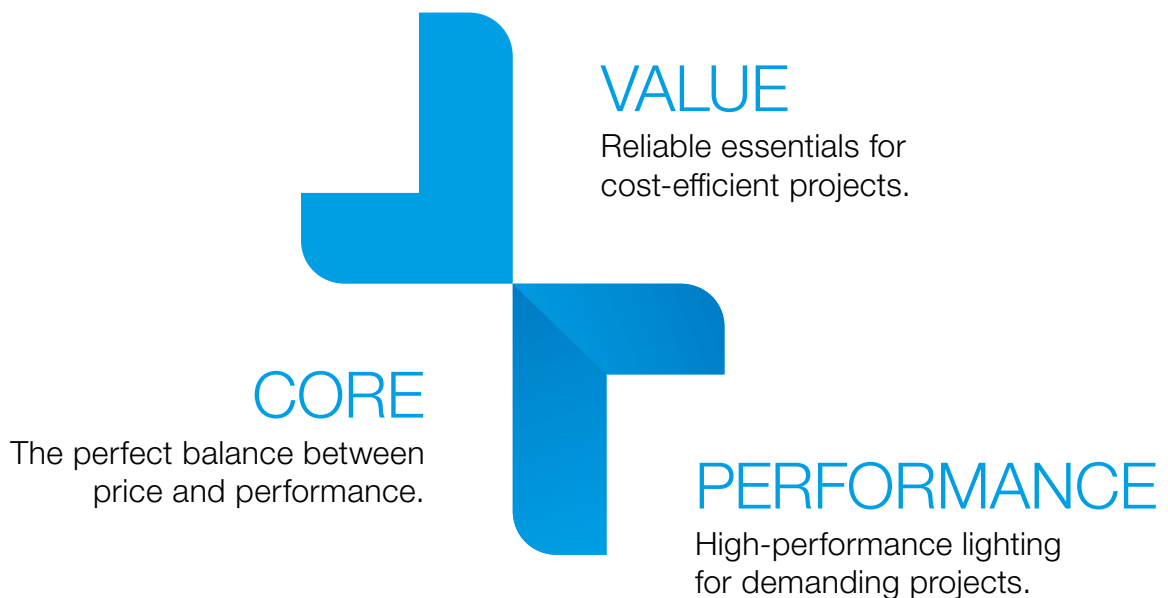 VALUE
Reliable essentials for
cost-efficient projects.
CORE
The perfect balance between
price and performance.
PERFORMANCE
High-performance lighting
for demanding projects.